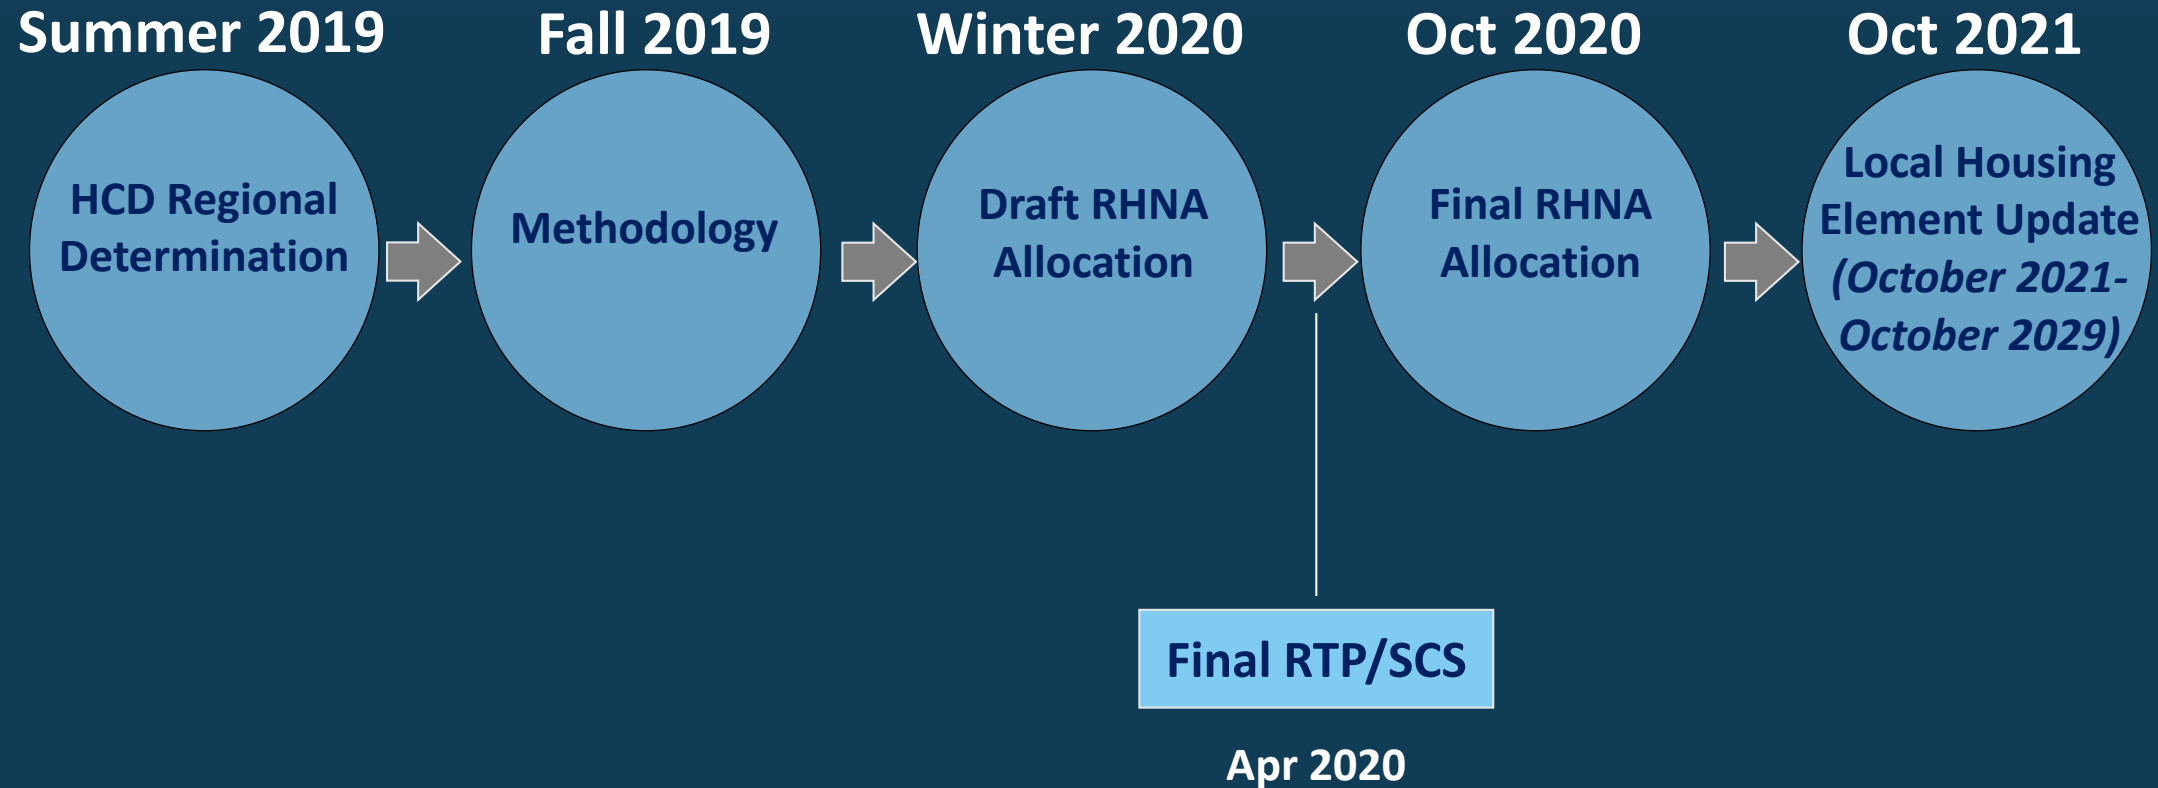 Summer 2019
Fall 2019
Winter 2020
Oct 2020
Oct 2021
HCD Regional
Determination
Methodology
Draft RHNA
Allocation
Final RHNA
Allocation
Local Housing
Element Update
(October 2021-
October 2029)
Final RTP/SCS
Apr 2020